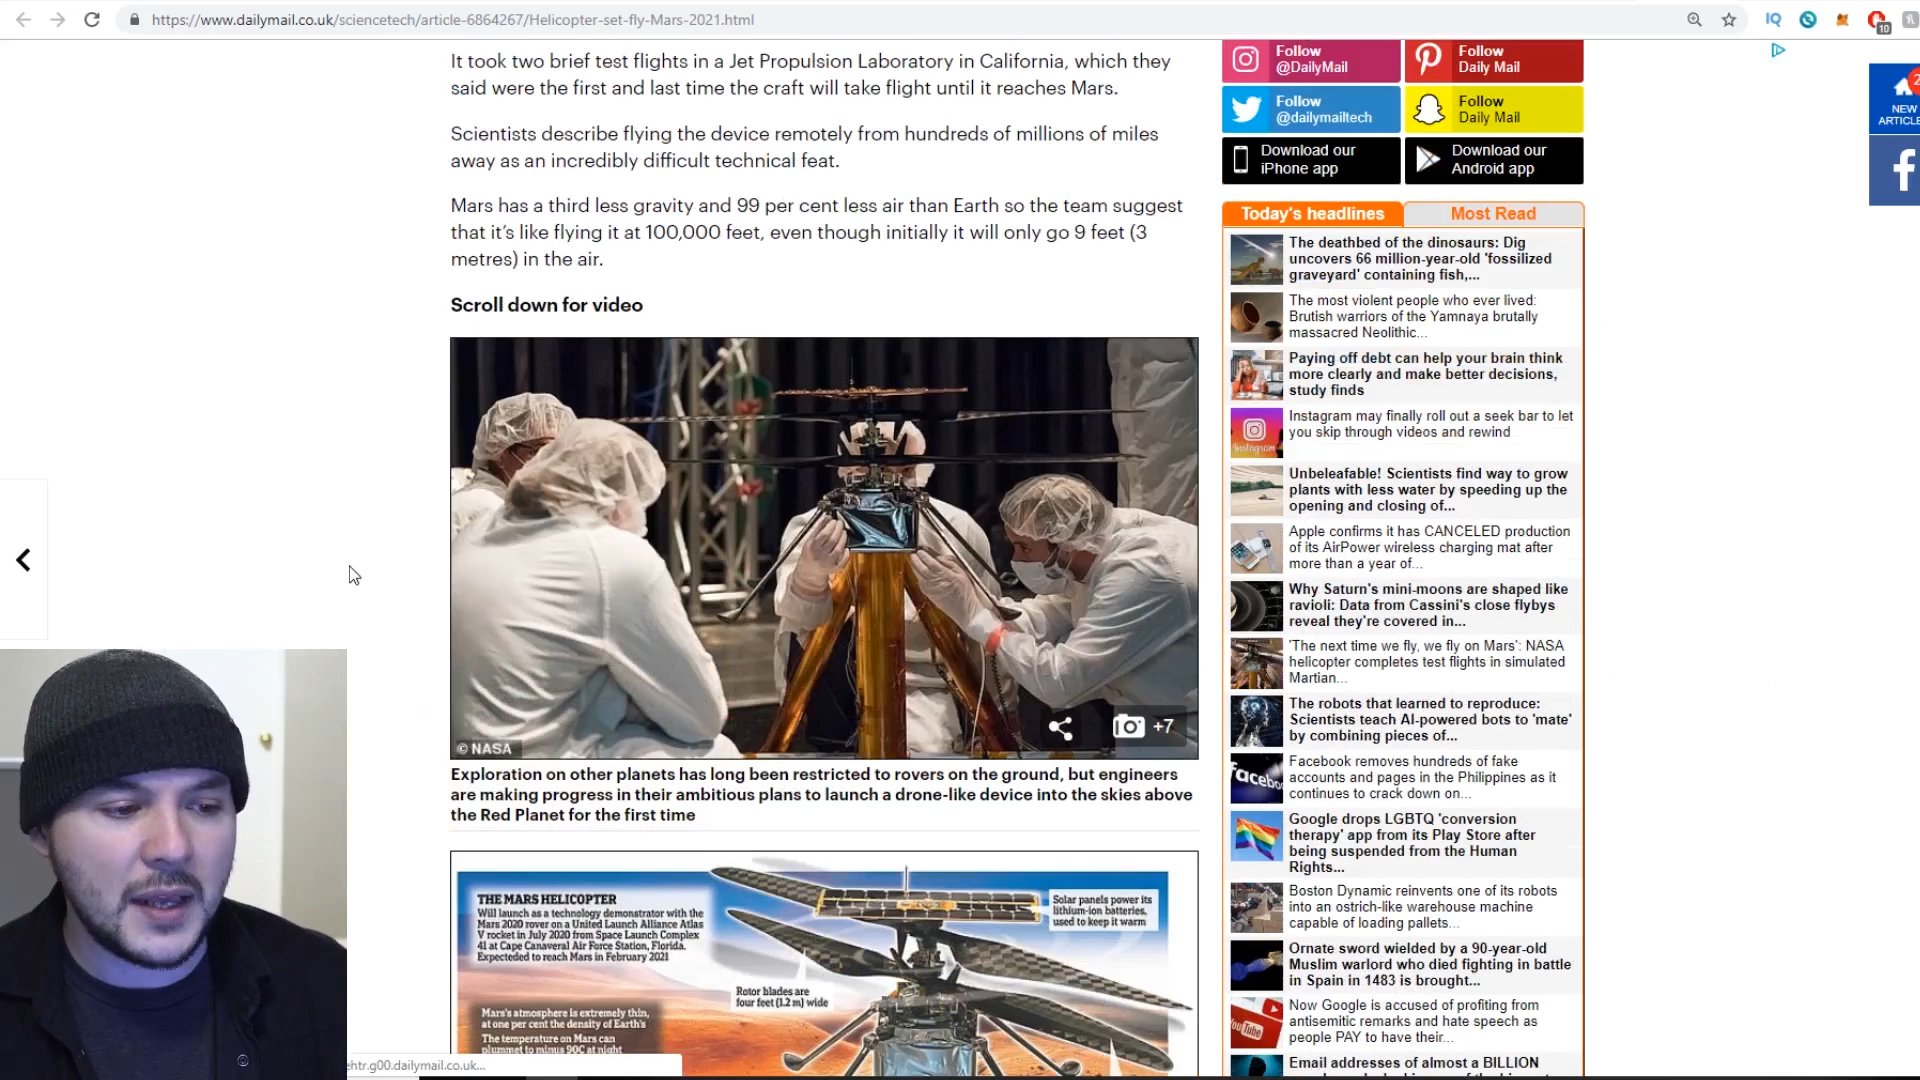 https://www.dailymail.co.uk/sciencetech/article-6864267/Helicopter-set-fly-Mars-2021.html
IQ
10
It took two brief test flights in a Jet Propulsion Laboratory in California, which they
said were the first and last time the craft will take flight until it reaches Mars.
Scientists describe flying the device remotely from hundreds of millions of miles
away as an incredibly difficult technical feat.
Mars has a third less gravity and 99 per cent less air than Earth so the team suggest
that it's like flying it at 100,000 feet, even though initially it will only go 9 feet (3
metres) in the air.
Scroll down for video
© NASA
+7
Exploration on other planets has long been restricted to rovers on the ground, but engineers
are making progress in their ambitious plans to launch a drone-like device into the skies above
the Red Planet for the first time
THE MARS HELICOPTER
Will launch as a technology demonstrator with the
Mars 2020 rover on a United Launch Alliance Atlas
V rocket in July 2020 from Space Launch Complex
41 at Cape Canaveral Air Force Station, Florida.
Expecteded to reach Mars in February 2021
Solar panels power its
lithium-ion batteries,
used to keep it warm
Rotor blades are
four feet (1.2 m) wide
Mars's atmosphere is extremely thin,
at one per cent the density of Earth's
The temperature on Mars can
plummet to minus 90C at night
ehtr.g00.dailymail.co.uk...
Follow
@DailyMail
Follow
Daily Mail
Follow
@dailymailtech
Follow
Daily Mail
Download our
iPhone app
Download our
Android app
Today's headlines
Most Read
The deathbed of the dinosaurs: Dig
uncovers 66 million-year-old 'fossilized
graveyard' containing fish,...
The most violent people who ever lived:
Brutish warriors of the Yamnaya brutally
massacred Neolithic...
Paying off debt can help your brain think
more clearly and make better decisions,
study finds
Instagram
Instagram may finally roll out a seek bar to let
you skip through videos and rewind
Unbeleafable! Scientists find way to grow
plants with less water by speeding up the
opening and closing of...
Apple confirms it has CANCELED production
of its AirPower wireless charging mat after
more than a year of...
Why Saturn's mini-moons are shaped like
ravioli: Data from Cassini's close flybys
reveal they're covered in...
'The next time we fly, we fly on Mars': NASA
helicopter completes test flights in simulated
Martian...
The robots that learned to reproduce:
Scientists teach AI-powered bots to 'mate'
by combining pieces of...
facebo
Facebook removes hundreds of fake
accounts and pages in the Philippines as it
continues to crack down on...
Google drops LGBTQ 'conversion
therapy' app from its Play Store after
being suspended from the Human
Rights...
Boston Dynamic reinvents one of its robots
into an ostrich-like warehouse machine
capable of loading pallets...
Ornate sword wielded by a 90-year-old
Muslim warlord who died fighting in battle
in Spain in 1483 is brought...
YouTube
Now Google is accused of profiting from
antisemitic remarks and hate speech as
people PAY to have their...
Email addresses of almost a BILLION
2
NEW
ARTICLE